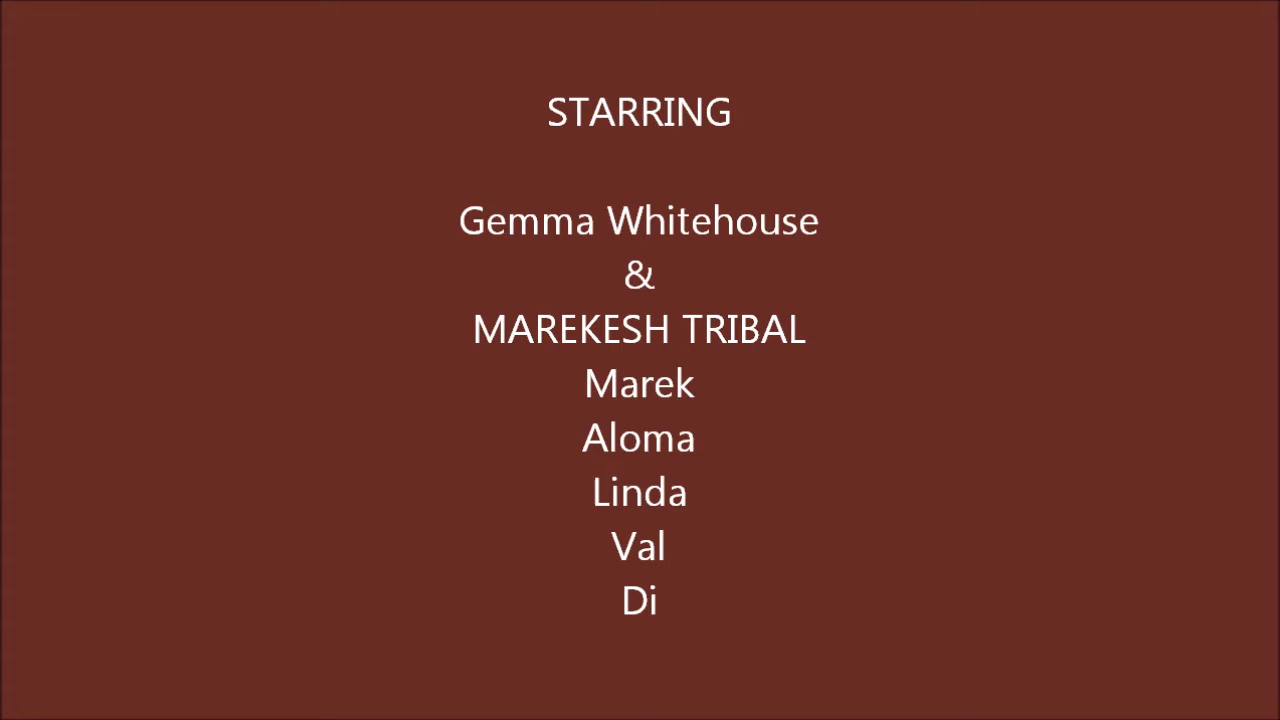 STARRING
Gemma Whitehouse
&
MAREKESH TRIBAL
Marek
Aloma
Linda
Val
Di